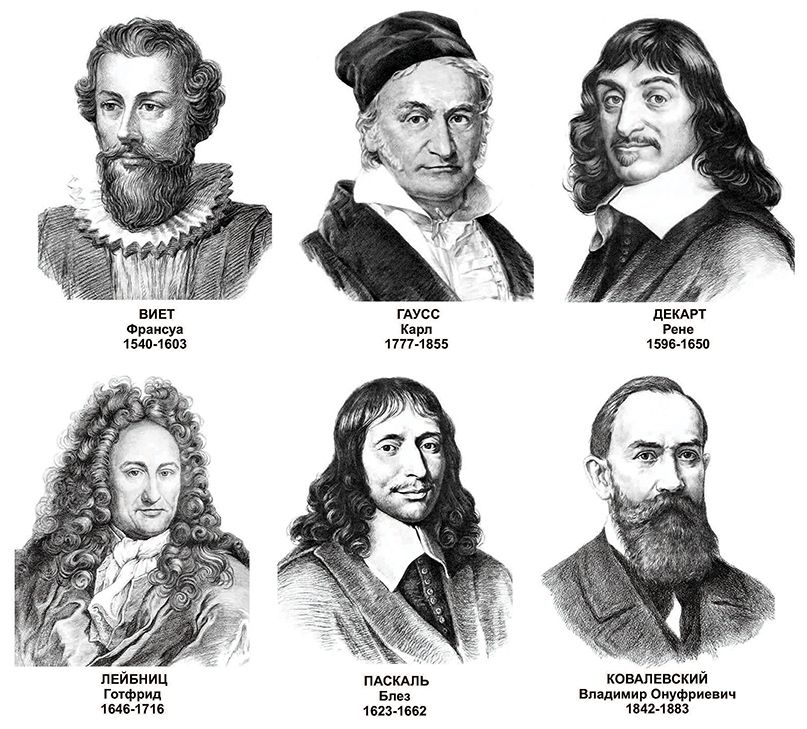 ВИЕТ
Франсуа
1540-1603
ГАУСС
Карл
1777-1855
ДЕКАРТ
Рене
1596-1650
ЛЕЙБНИЦ
Готфрид
1646-1716
ПАСКАЛЬ
Блез
1623-1662
КОВАЛЕВСКИЙ
Владимир Онуфриевич
1842-1883